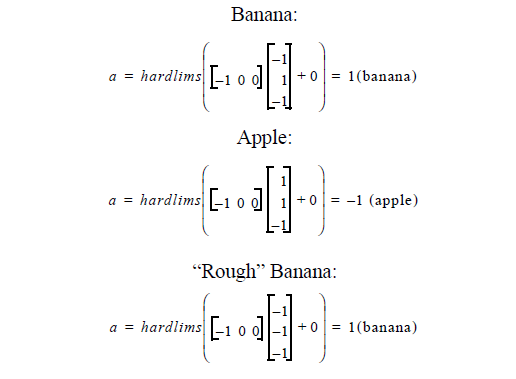 Banana:
a = hardlims([-1 0 0][-1 1 -1] + 0) = 1(banana)
Apple:
a = hardlims([-1 0 0][1 1 -1] + 0) = -1 (apple)
“Rough” Banana:
a = hardlims([-1 0 0][-1 -1 -1] + 0) = 1(banana)